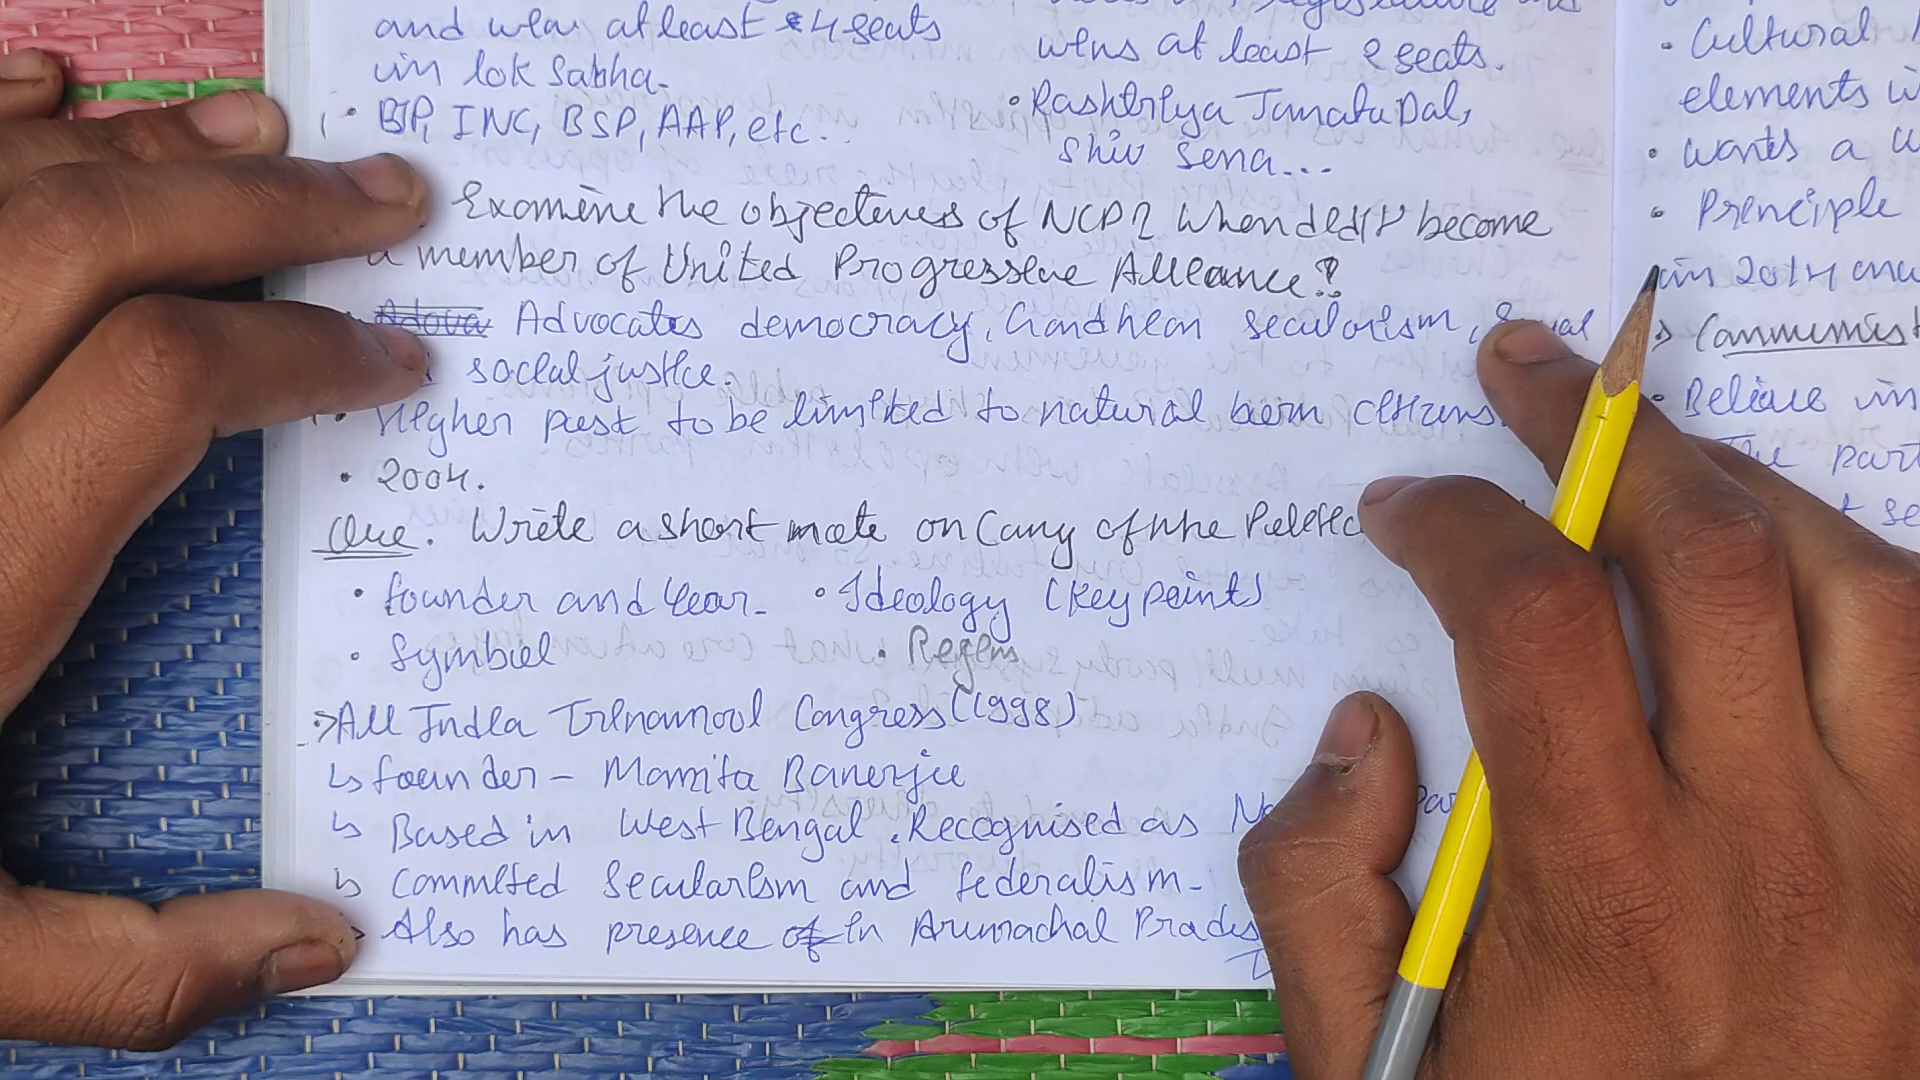 and win atleast 4 seats
in lok Sabha.
• BJP, INC, BSP, AAP, etc.
wins at least 2 seats.
• Rashtriya Janata Dal,
Shiv Sena...
Examine the objectives of NCP? When did it become
a member of United Progressive Alliance?
Advocates democracy, Gandhian secularism,
social justice.
• Higher post to be limited to natural born citizens.
• 2004.
Que. Write a short note on (any of the
• founder and Year. • Ideology (key point)
• Symbol • Region
All India Trinamool Congress (1998)
↳ founder - Mamta Banerjee
↳ Based in West Bengal. Recognised as
↳ Commited Secularism and federalism.
Also has presence in Arunachal Prades
• Cultural
elements
• wants a
• Principle
in 2014 and
Communist
• Believe in
The part